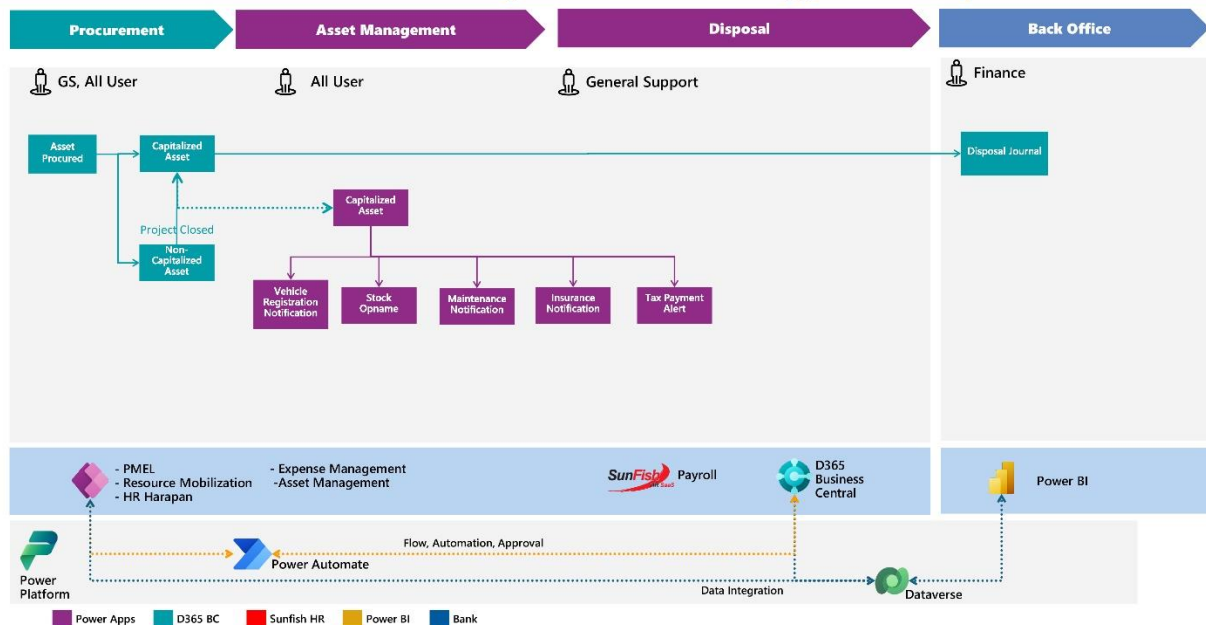 Procurement
Asset Management
Disposal
Back Office
GS, All User
All User
General Support
Finance
Asset
Procured
Capitalized
Asset
Disposal Journal
Capitalized
Asset
Project Closed
Non-
Capitalized
Asset
Vehicle
Registration
Notification
Stock
Opname
Maintenance
Notification
Insurance
Notification
Tax Payment
Alert
- PMEL
- Resource Mobilization
- HR Harapan
- Expense Management
-Asset Management
SunFish
Payroll
D365
Business
Central
Power BI
Flow, Automation, Approval
Power Automate
Power
Platform
Data Integration
Dataverse
Power Apps
D365 BC
Sunfish HR
Power BI
Bank